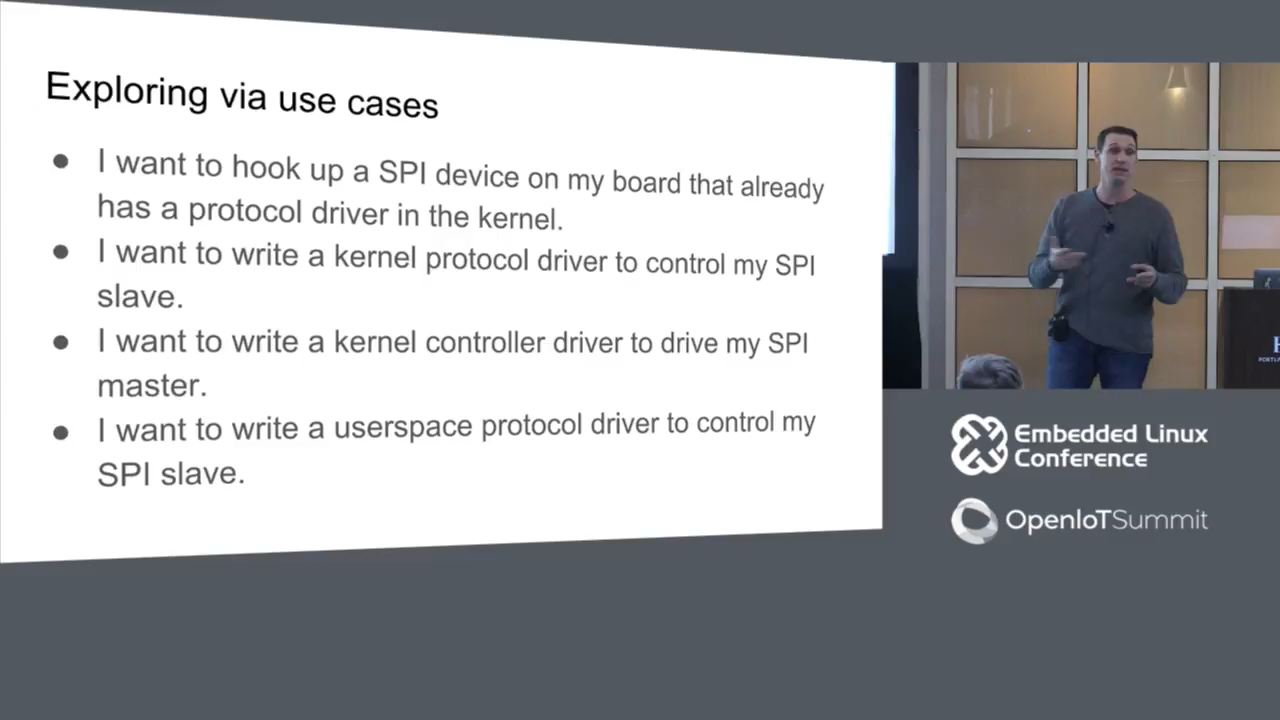 Exploring via use cases
● I want to hook up a SPI device on my board that already
has a protocol driver in the kernel.
● I want to write a kernel protocol driver to control my SPI
slave.
● I want to write a kernel controller driver to drive my SPI
master.
● I want to write a userspace protocol driver to control my
SPI slave.
Embedded Linux
Conference
OpenIoTSummit